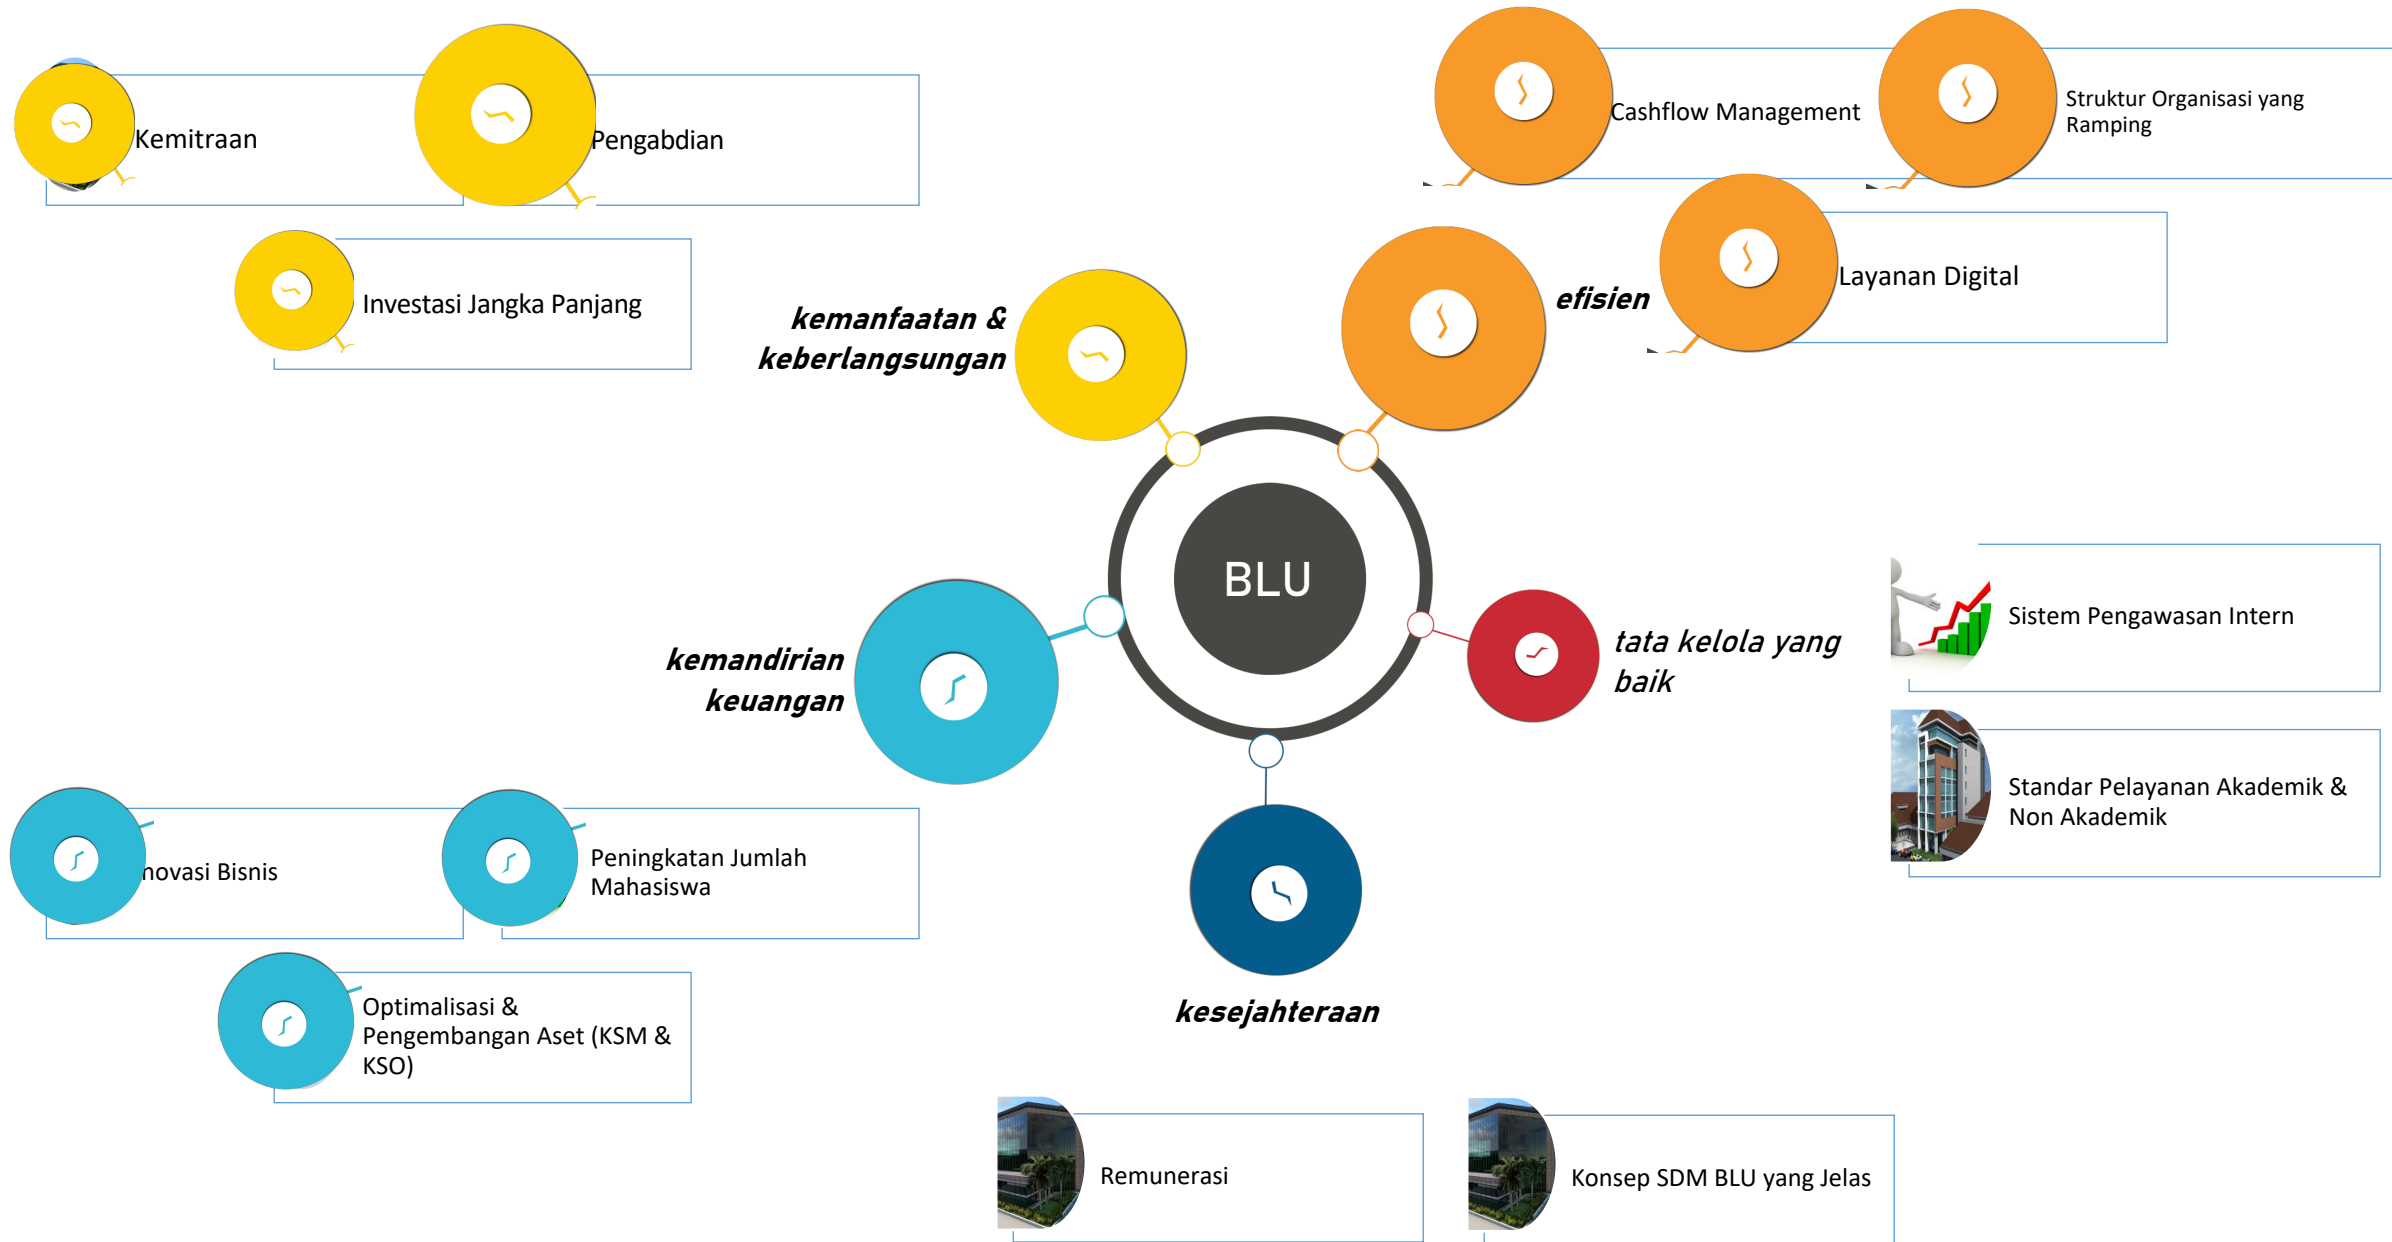 Kemitraan
Pengabdian
Investasi Jangka Panjang
Cashflow Management
Struktur Organisasi yang
Ramping
Layanan Digital
kemanfaatan &
keberlangsungan
efisien
BLU
kemandirian
keuangan
tata kelola yang
baik
kesejahteraan
Sistem Pengawasan Intern
Standar Pelayanan Akademik &
Non Akademik
novasi Bisnis
Peningkatan Jumlah
Mahasiswa
Optimalisasi &
Pengembangan Aset (KSM &
KSO)
Remunerasi
Konsep SDM BLU yang Jelas